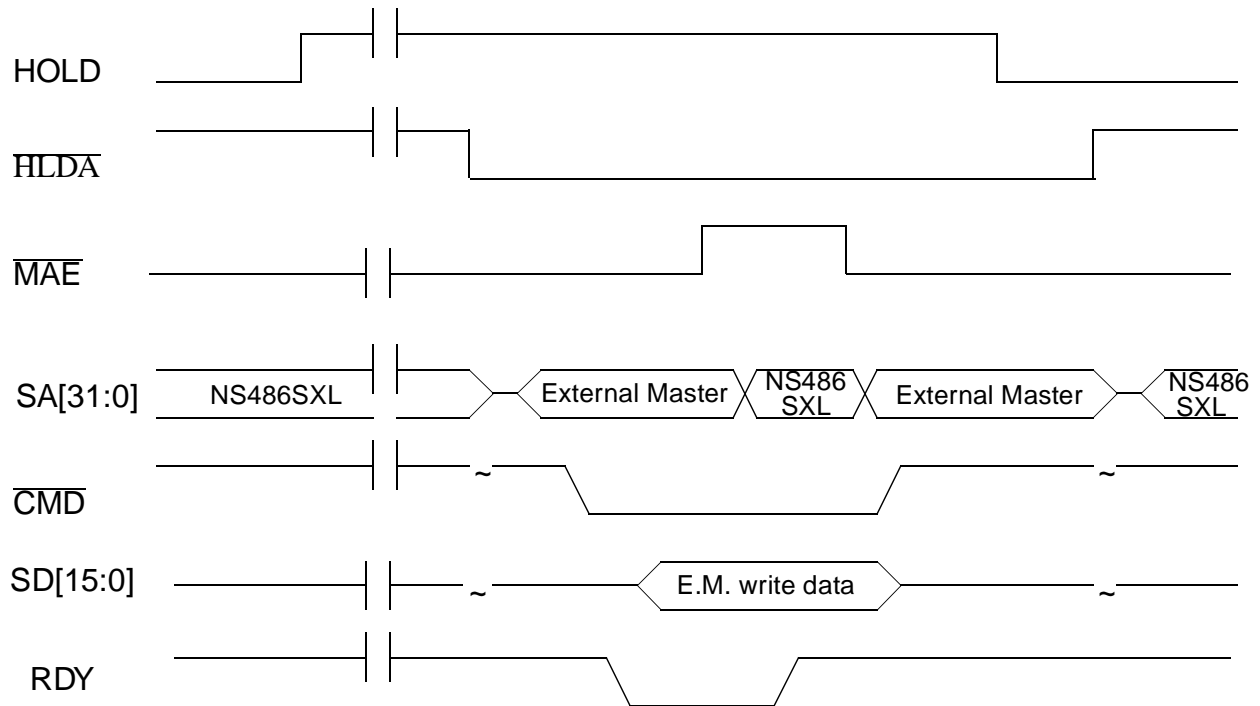 HOLD
HLDA
MAE
SA[31:0]
NS486SXL
External Master
NS486
SXL
External Master
NS486
SXL
CMD
~
~
SD[15:0]
~
E.M. write data
~
RDY